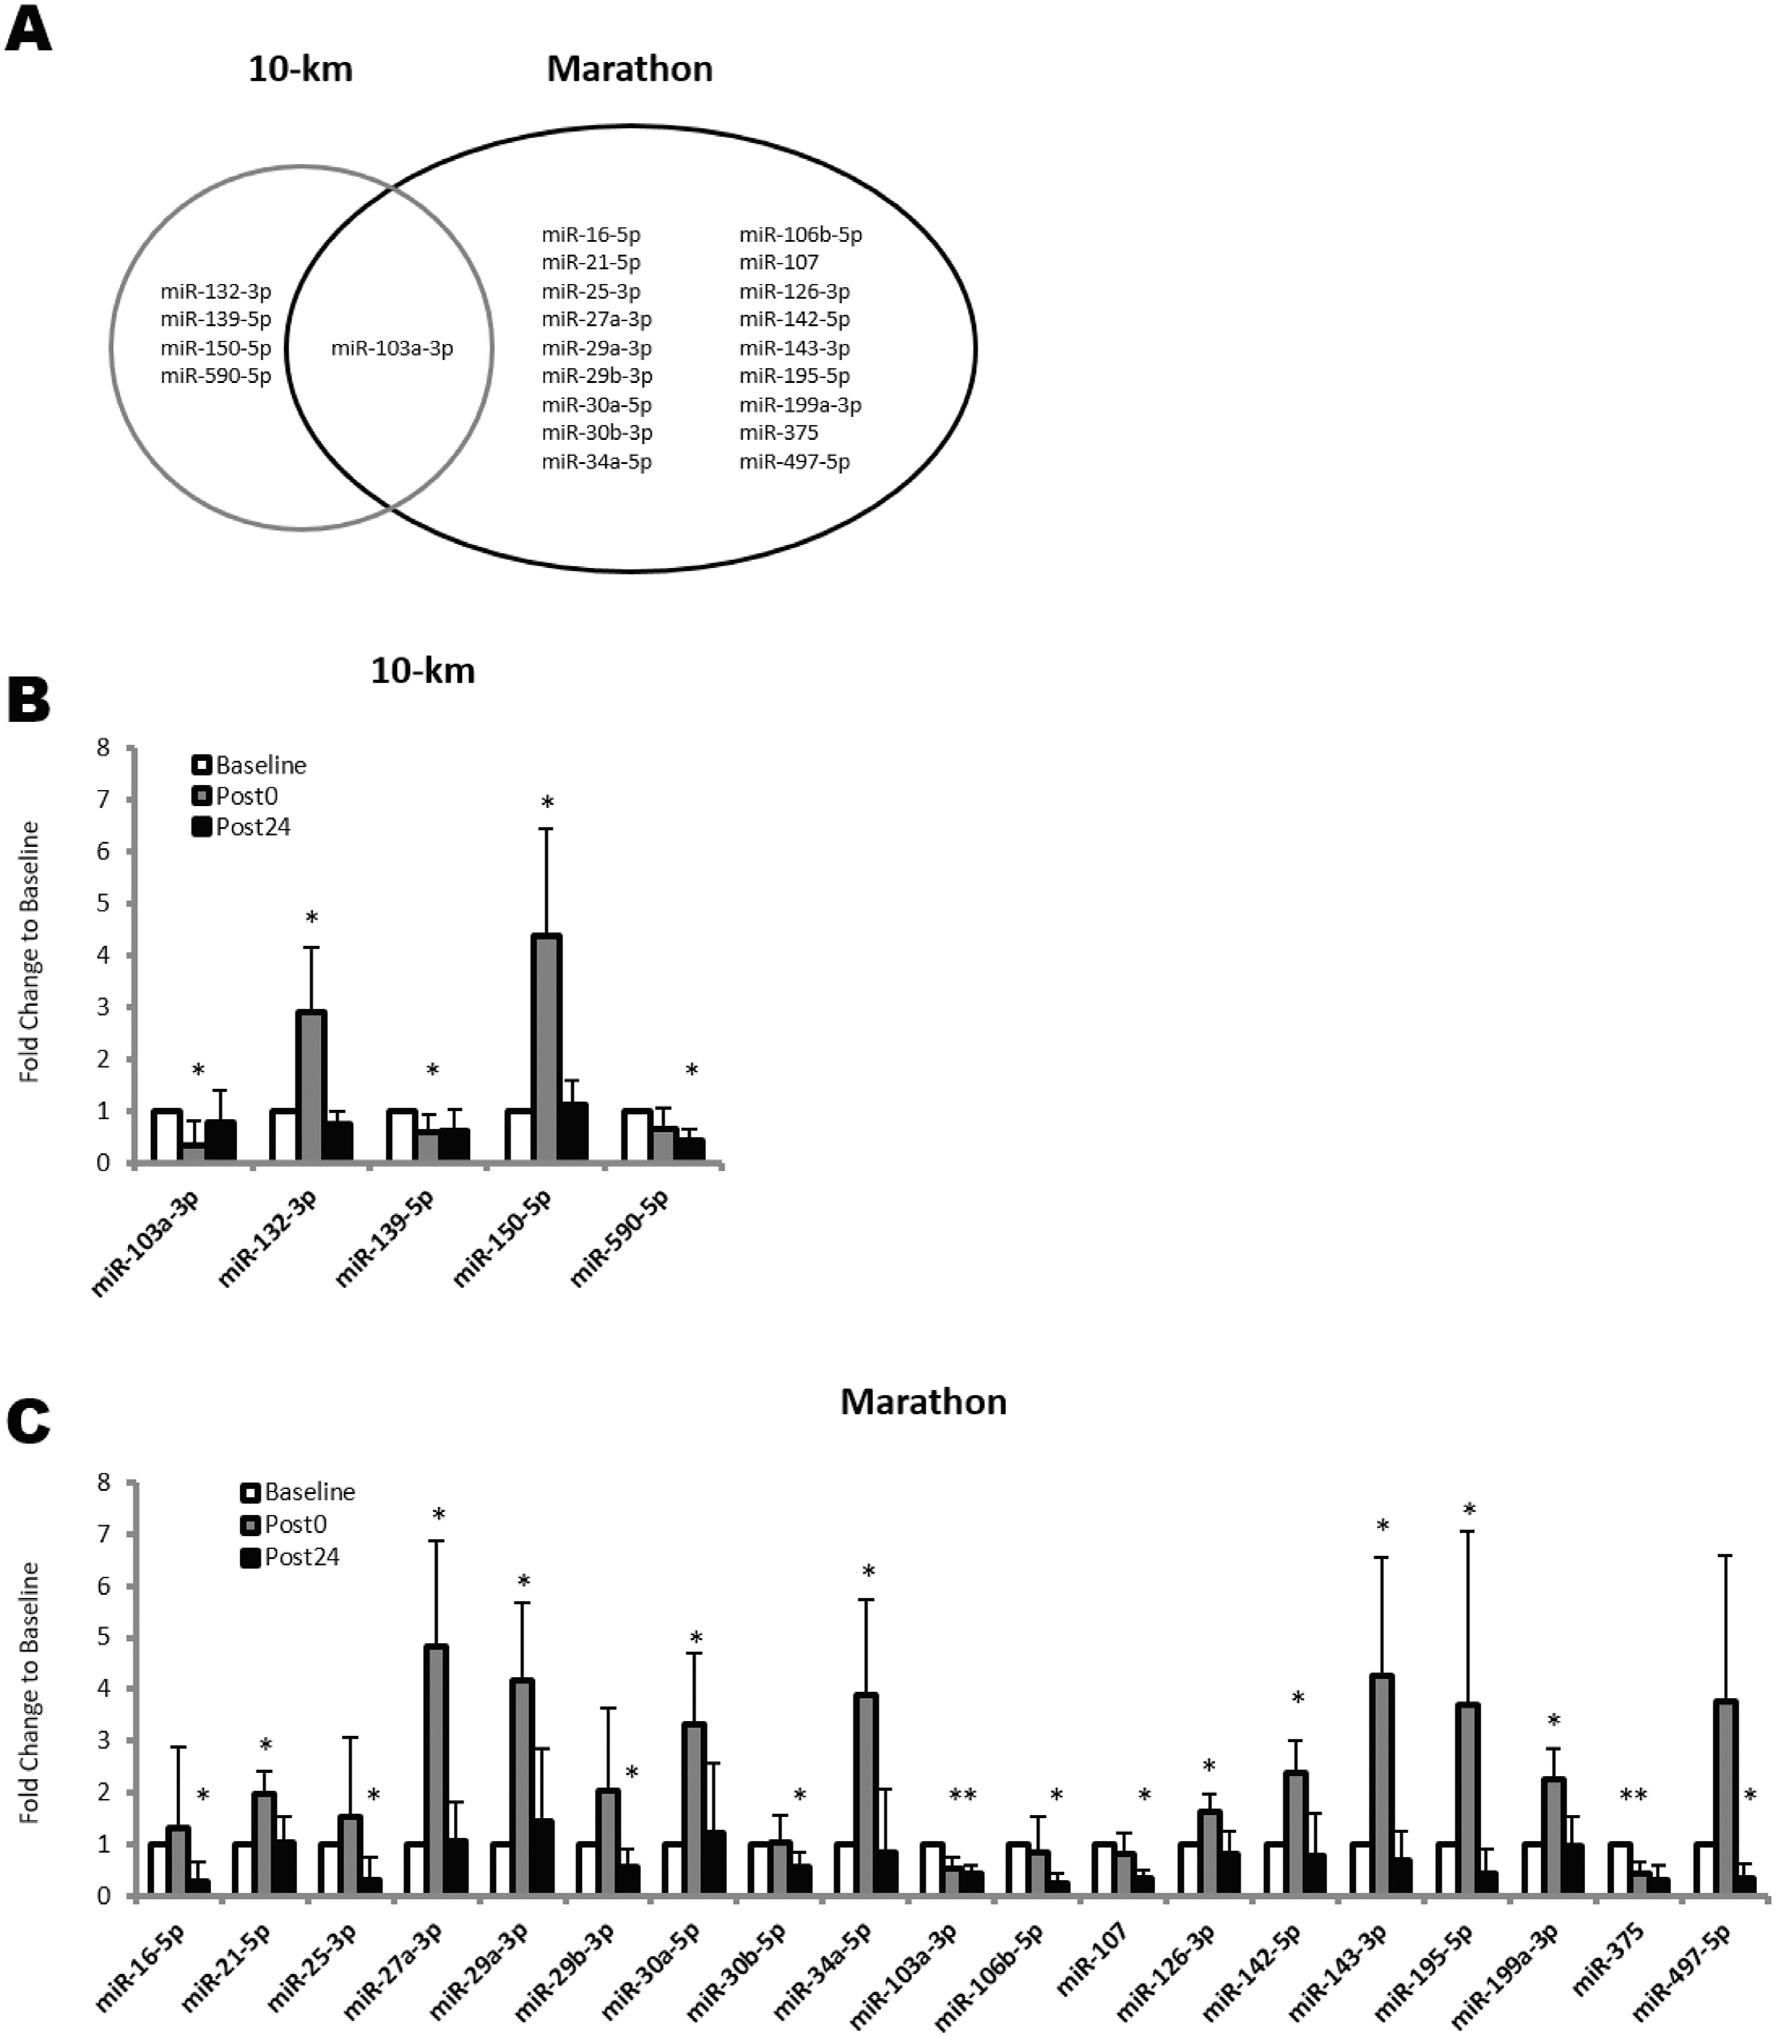 A
10-km Marathon
miR-132-3p
miR-139-5p
miR-150-5p
miR-590-5p
miR-103a-3p
miR-16-5p
miR-21-5p
miR-25-3p
miR-27a-3p
miR-29a-3p
miR-29b-3p
miR-30a-5p
miR-30b-3p
miR-34a-5p
miR-106b-5p
miR-107
miR-126-3p
miR-142-5p
miR-143-3p
miR-195-5p
miR-199a-3p
miR-375
miR-497-5p
B
10-km
Fold Change to Baseline
8
7
6
5
4
3
2
1
0
Baseline
Post0
Post24
*
*
*
*
*
miR-103a-3p
miR-132-3p
miR-139-5p
miR-150-5p
miR-590-5p
C
Marathon
Fold Change to Baseline
8
7
6
5
4
3
2
1
0
Baseline
Post0
Post24
*
*
*
*
*
*
*
*
*
**
*
*
*
*
*
*
*
**
*
miR-16-5p
miR-21-5p
miR-25-3p
miR-27a-3p
miR-29a-3p
miR-29b-3p
miR-30a-5p
miR-30b-5p
miR-34a-5p
miR-103a-3p
miR-106b-5p
miR-107
miR-126-3p
miR-142-5p
miR-143-3p
miR-195-5p
miR-199a-3p
miR-375
miR-497-5p